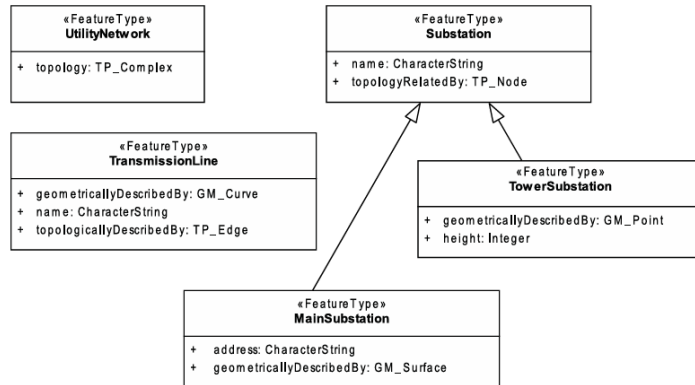 «FeatureType»
UtilityNetwork
+ topology: TP_Complex
«FeatureType»
Substation
+ name: CharacterString
+ topologyRelatedBy: TP_Node
«FeatureType»
TransmissionLine
+ geometricallyDescribedBy: GM_Curve
+ name: CharacterString
+ topologicallyDescribedBy: TP_Edge
«FeatureType»
TowerSubstation
+ geometricallyDescribedBy: GM_Point
+ height: Integer
«FeatureType»
MainSubstation
+ address: CharacterString
+ geometricallyDescribedBy: GM_Surface